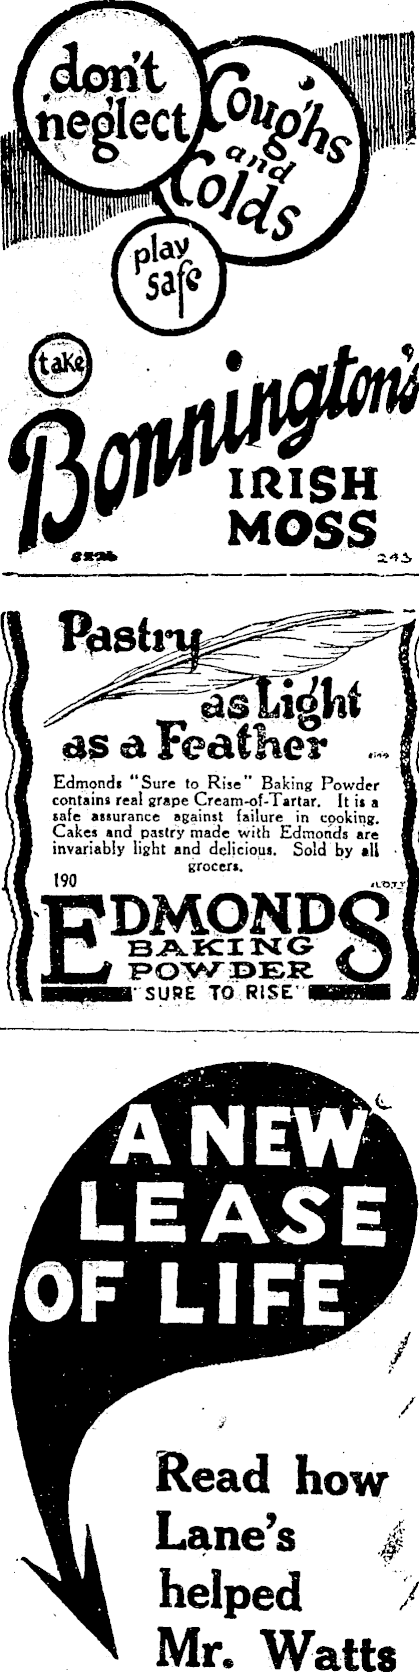 don't
neglect
Coughs
and
Colds
play
safe
take
Bonnington's
IRISH
MOSS
243
Pastry
as Light
as a Feather
Edmonds "Sure to Rise" Baking Powder
contains real grape Cream-of-Tartar. It is a
safe assurance against failure in cooking.
Cakes and pastry made with Edmonds are
invariably light and delicious. Sold by all
grocers.
190
EDMONDS
BAKING
POWDER
"SURE TO RISE"
A NEW
LEASE
OF LIFE
Read how
Lane's
helped
Mr. Watts